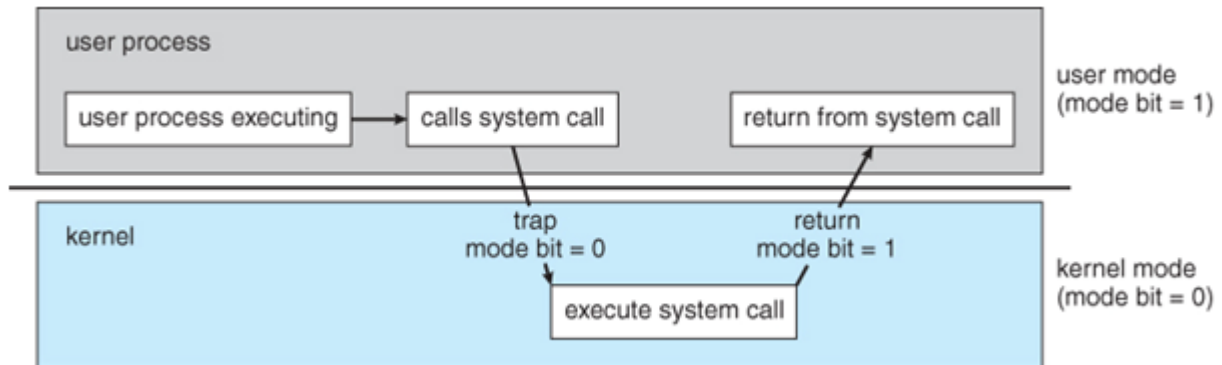 user process
user process executing
calls system call
return from system call
user mode
(mode bit = 1)
kernel
trap
mode bit = 0
return
mode bit = 1
execute system call
kernel mode
(mode bit = 0)